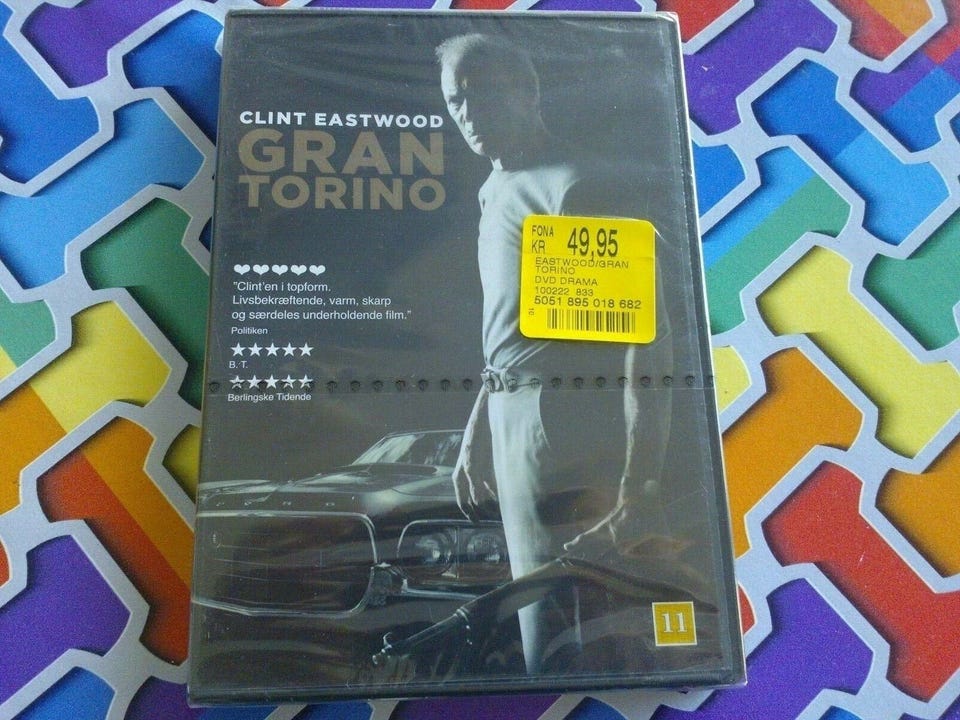 CLINT EASTWOOD
GRAN
TORINO
"Clint'en i topform.
Livsbekræftende, varm, skarp
og særdeles underholdende film."
Politiken
B.T.
Berlingske Tidende
FONA
KR 49,95
EASTWOOD/GRAN
TORINO
DVD DRAMA
100222 833
5051 895 018 682
FORD
11